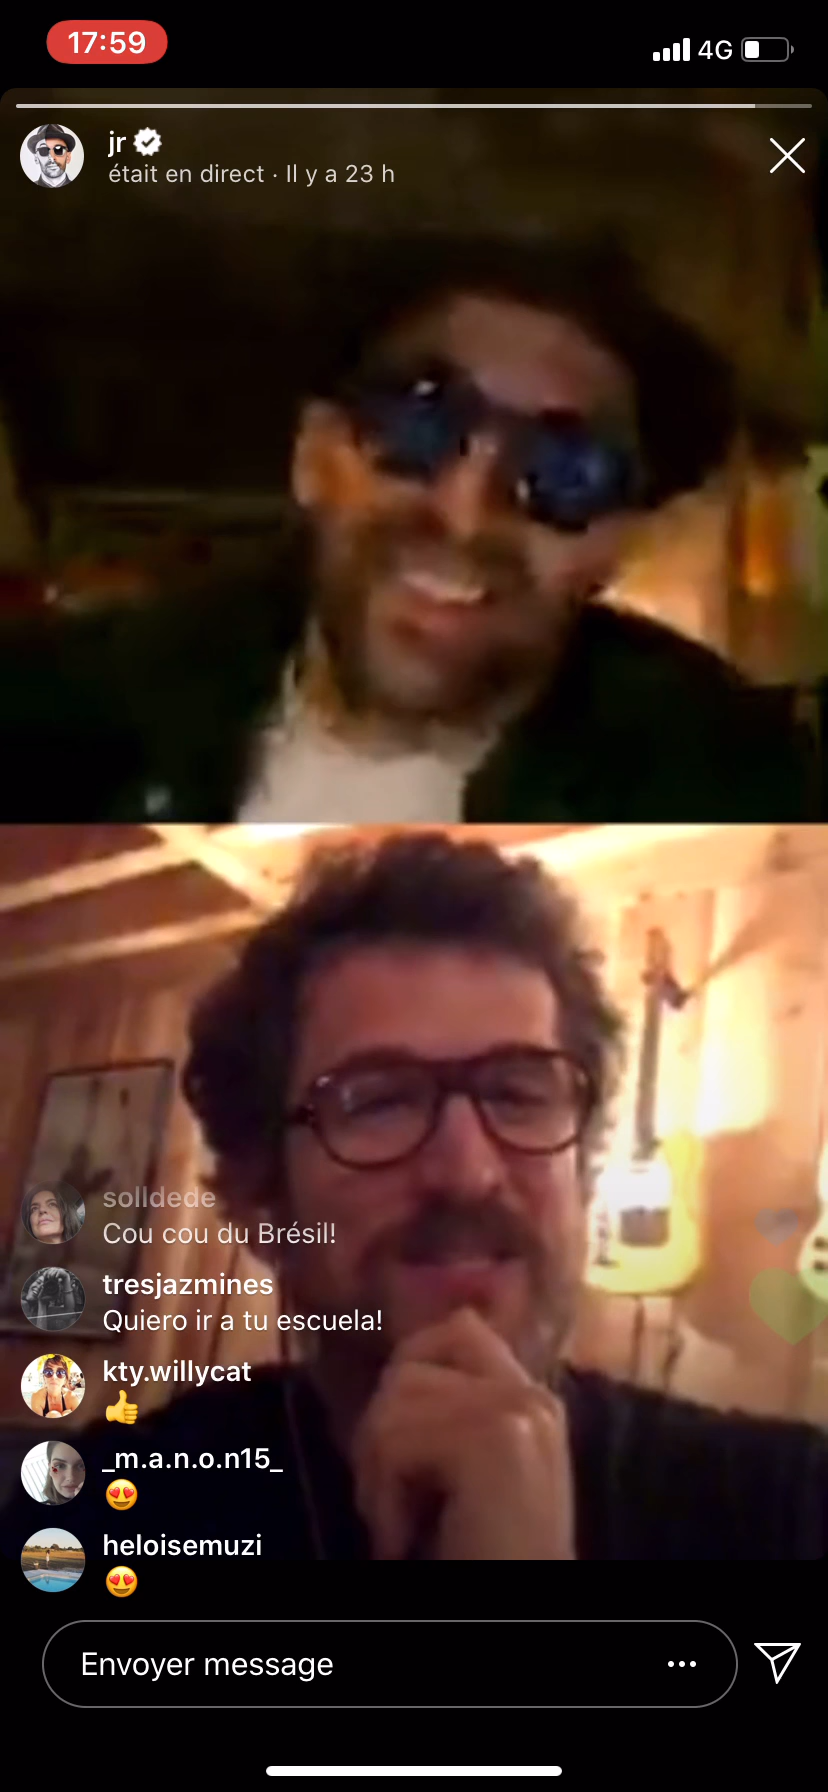 17:59
4G
jr
était en direct · Il y a 23 h
solldede
Cou cou du Brésil!
tresjazmines
Quiero ir a tu escuela!
kty.willycat
👍
_m.a.n.o.n15_
😍
heloisemuzi
😍
Envoyer message